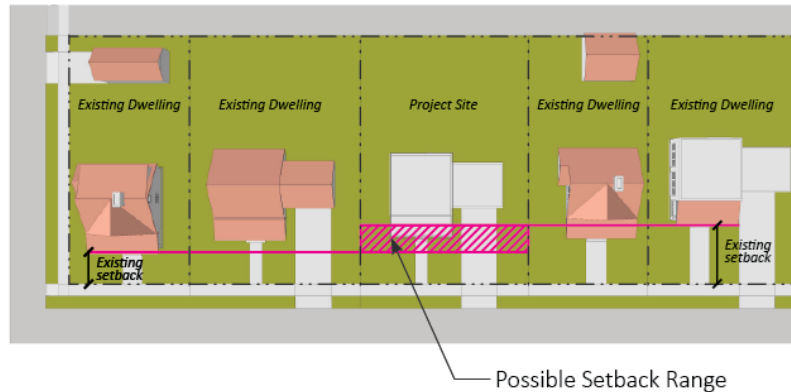 Existing Dwelling
Existing Dwelling
Project Site
Existing Dwelling
Existing Dwelling
Existing
setback
Existing
setback
Possible Setback Range